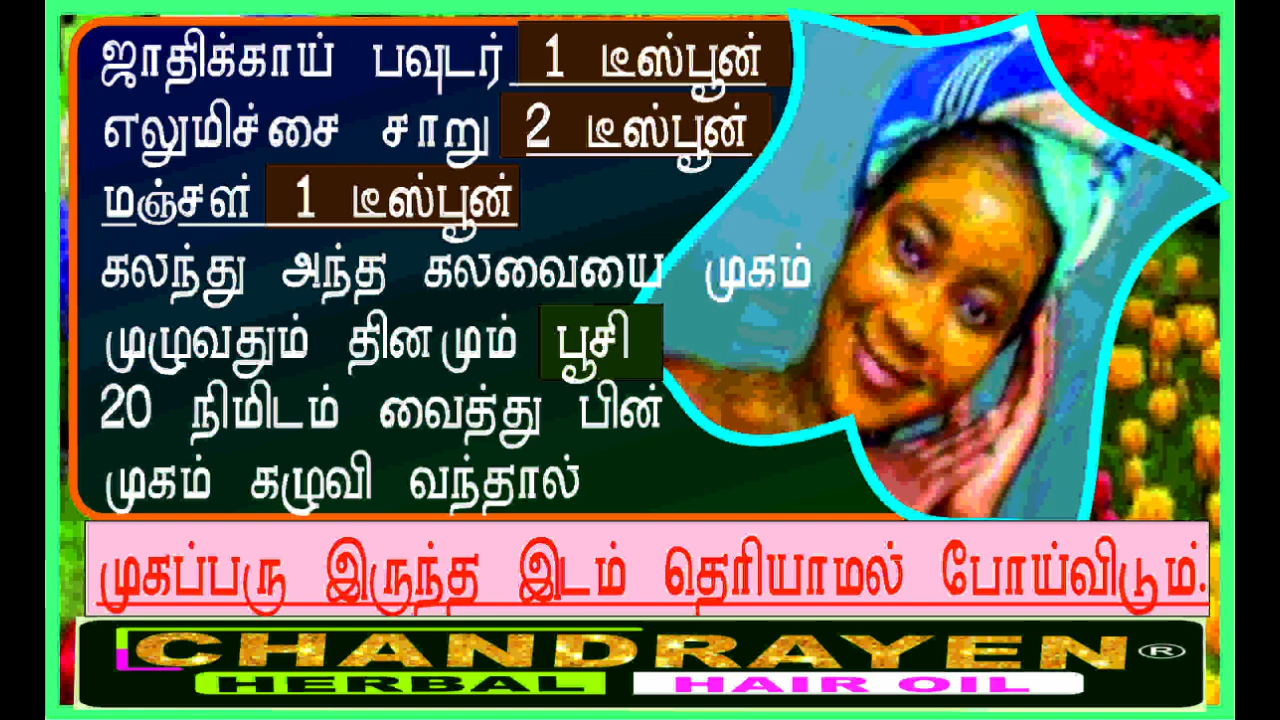 ஜாதிக்காய் பவுடர் 1 டீஸ்பூன்
எலுமிச்சை சாறு 2 டீஸ்பூன்
மஞ்சள் 1 டீஸ்பூன்
கலந்து அந்த கலவையை முகம்
முழுவதும் தினமும் பூசி
20 நிமிடம் வைத்து பின்
முகம் கழுவி வந்தால்
முகப்பரு இருந்த இடம் தெரியாமல் போய்விடும்.
CHANDRAYEN ®
HERBAL HAIR OIL